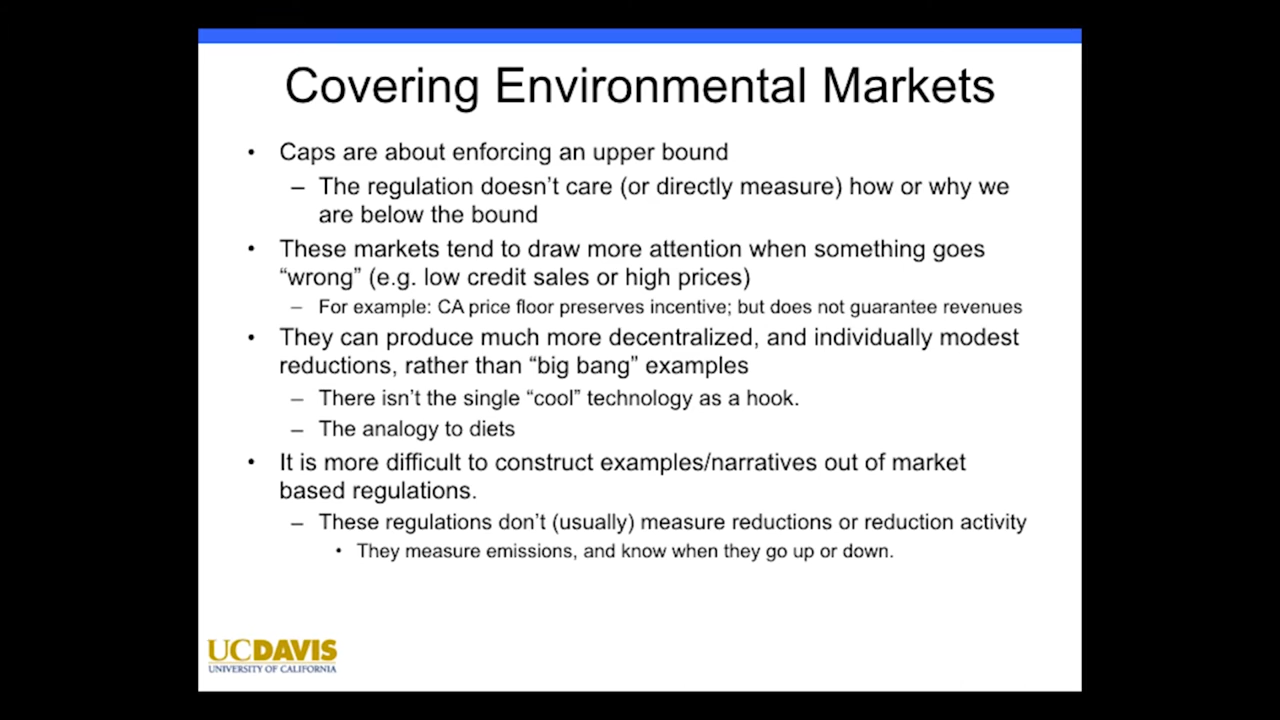 Covering Environmental Markets
• Caps are about enforcing an upper bound
– The regulation doesn’t care (or directly measure) how or why we
are below the bound
• These markets tend to draw more attention when something goes
“wrong” (e.g. low credit sales or high prices)
– For example: CA price floor preserves incentive; but does not guarantee revenues
• They can produce much more decentralized, and individually modest
reductions, rather than “big bang” examples
– There isn’t the single “cool” technology as a hook.
– The analogy to diets
• It is more difficult to construct examples/narratives out of market
based regulations.
– These regulations don’t (usually) measure reductions or reduction activity
• They measure emissions, and know when they go up or down.
UCDAVIS
UNIVERSITY OF CALIFORNIA